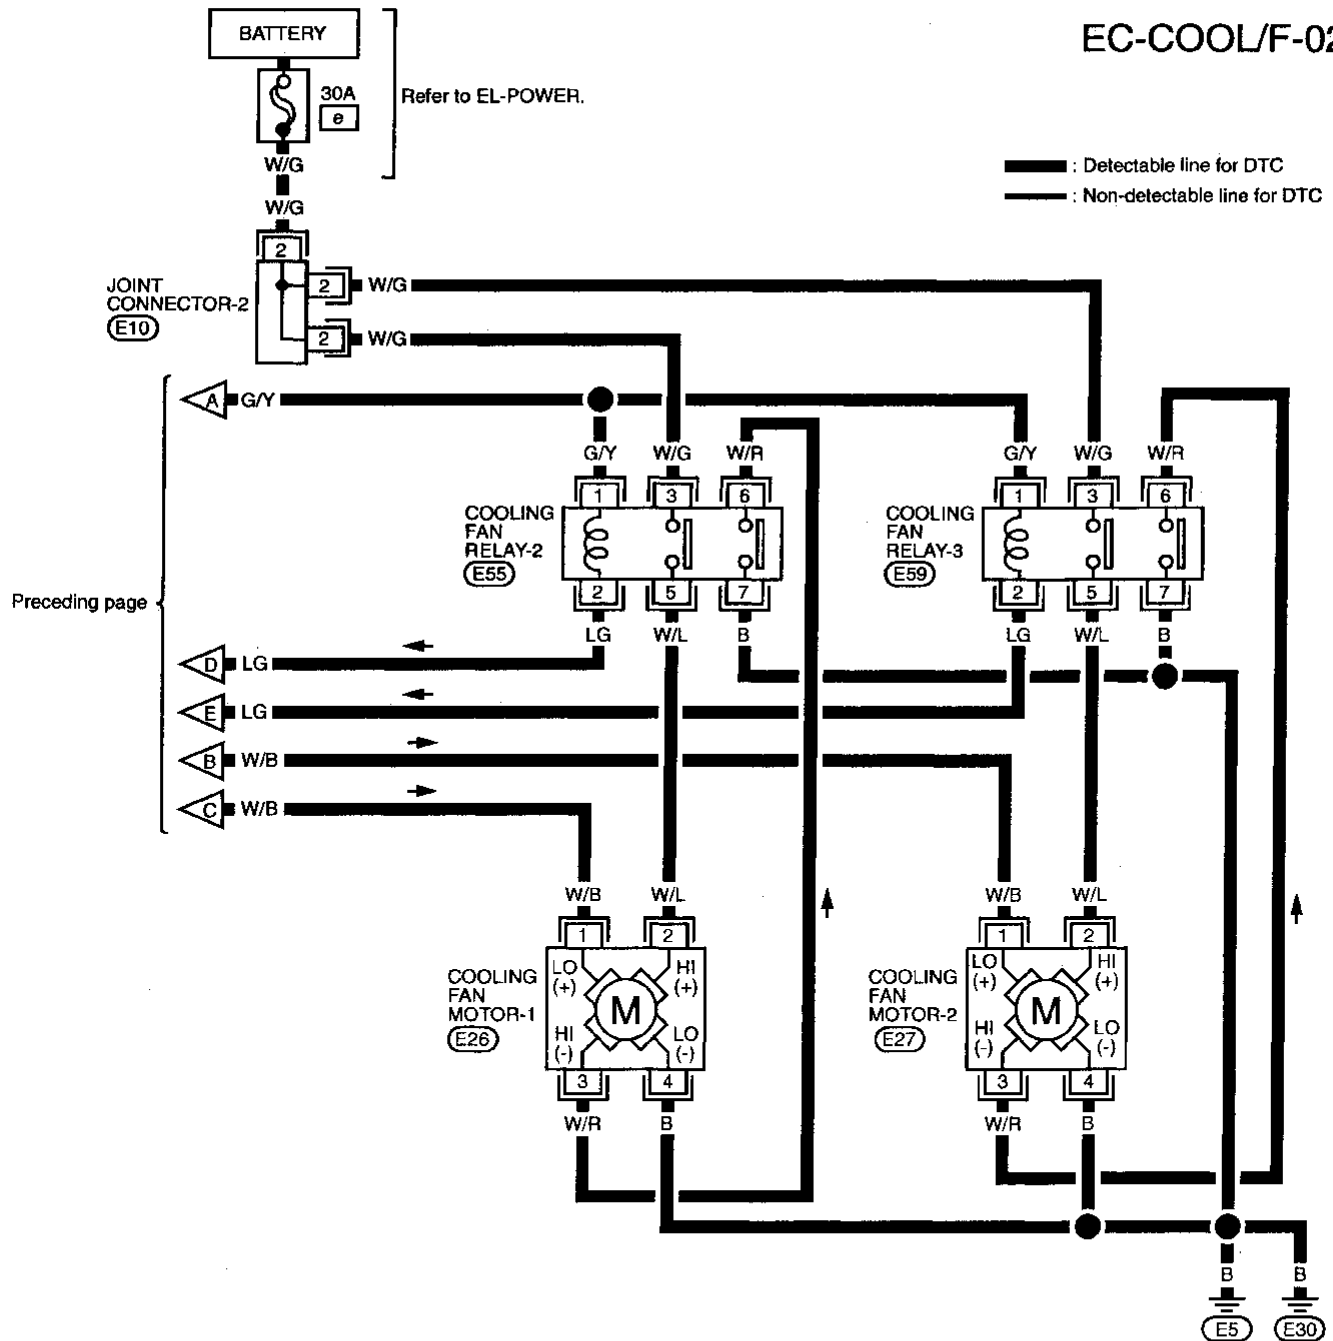 EC-COOL/F-02
BATTERY
30A
e
Refer to EL-POWER.
W/G
W/G
: Detectable line for DTC
: Non-detectable line for DTC
2
JOINT
CONNECTOR-2
E10
2 W/G
2 W/G
A G/Y
G/Y W/G W/R G/Y W/G W/R
1 3 6 1 3 6
COOLING
FAN
RELAY-2
E55
COOLING
FAN
RELAY-3
E59
2 5 7 2 5 7
LG W/L B LG W/L B
Preceding page
D LG
E LG
B W/B
C W/B
W/B W/L W/B W/L
1 2 1 2
COOLING
FAN
MOTOR-1
E26
LO
(+)
HI
(+)
M
HI
(-)
LO
(-)
COOLING
FAN
MOTOR-2
E27
LO
(+)
HI
(+)
M
HI
(-)
LO
(-)
3 4 3 4
W/R B W/R B
B B
E5 E30